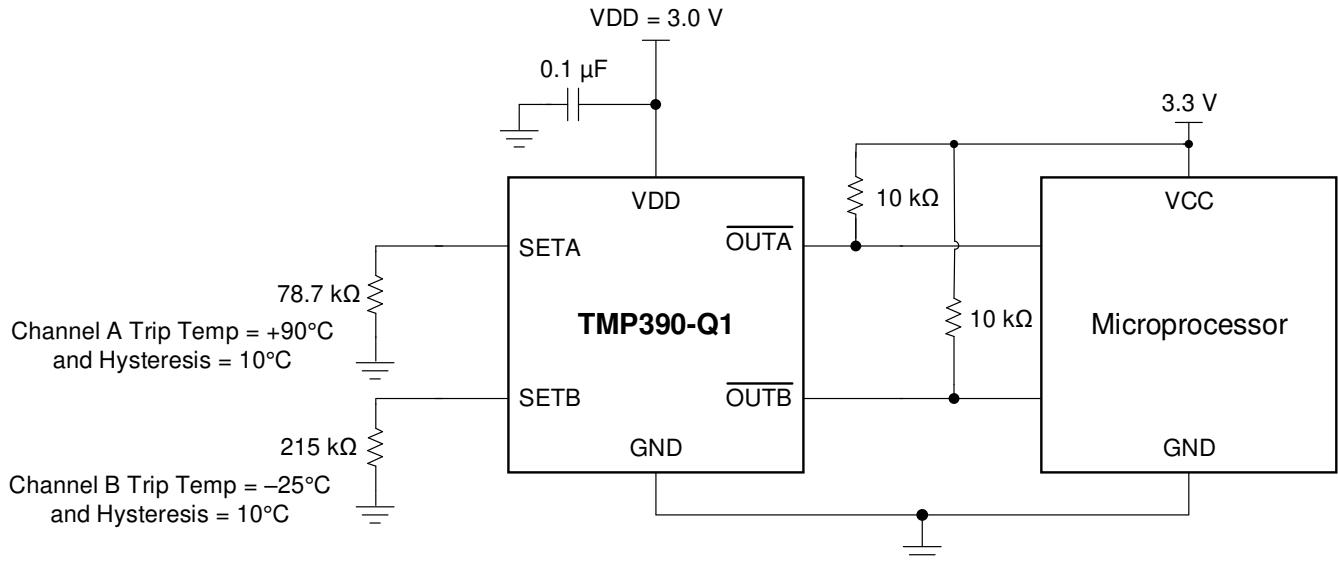 VDD = 3.0 V
0.1 µF
3.3 V
VDD
10 kΩ
VCC
SETA
OUTA
78.7 kΩ
Channel A Trip Temp = +90°C
and Hysteresis = 10°C
TMP390-Q1
10 kΩ
Microprocessor
SETB
OUTB
215 kΩ
GND
GND
Channel B Trip Temp = –25°C
and Hysteresis = 10°C